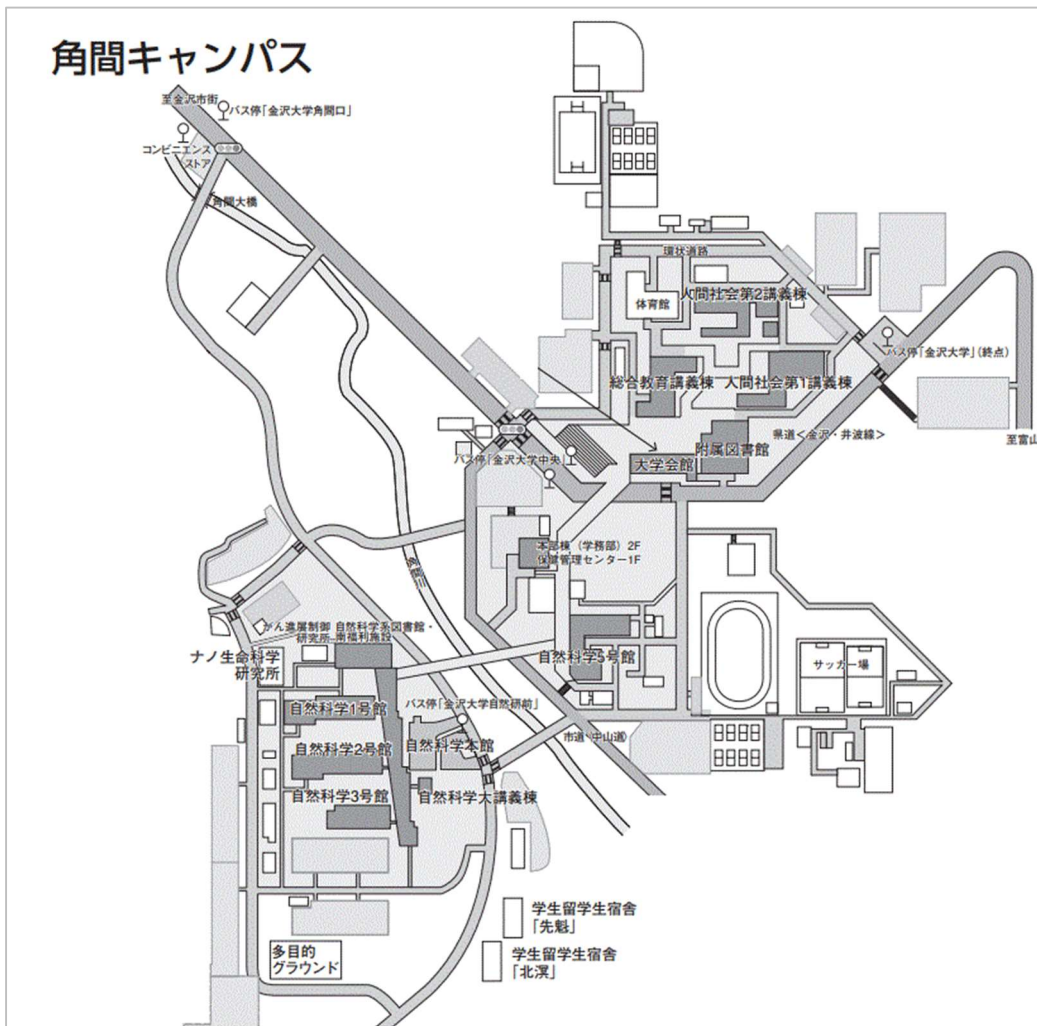 角間キャンパス
至金沢市街
バス停「金沢大学角間口」
コンビニエンス
ストア
角間大橋
環状道路
体育館
人間社会第2講義棟
バス停「金沢大学」(終点)
総合教育講義棟
人間社会第1講義棟
県道<金沢・井波線>
至富山
バス停「金沢大学中央」
大学会館
附属図書館
本部棟(学務部)2F
保健管理センター1F
がん進展制御
研究所
自然科学系図書館・
南福利施設
ナノ生命科学
研究所
自然科学5号館
サッカー場
自然科学1号館
バス停「金沢大学自然研前」
自然科学2号館
自然科学本館
市道(中山道)
自然科学3号館
自然科学大講義棟
学生留学生宿舎
「先魁」
学生留学生宿舎
「北溟」
多目的
グラウンド